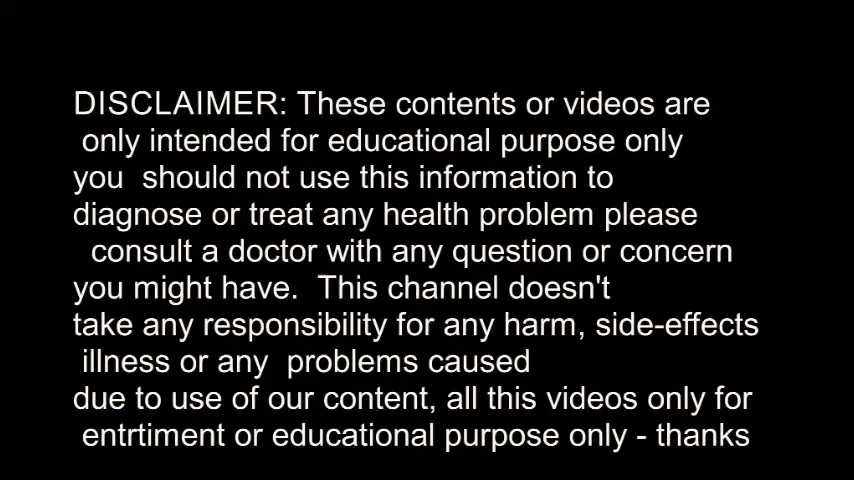 DISCLAIMER: These contents or videos are
only intended for educational purpose only
you should not use this information to
diagnose or treat any health problem please
consult a doctor with any question or concern
you might have. This channel doesn't
take any responsibility for any harm, side-effects
illness or any problems caused
due to use of our content, all this videos only for
entrtiment or educational purpose only - thanks